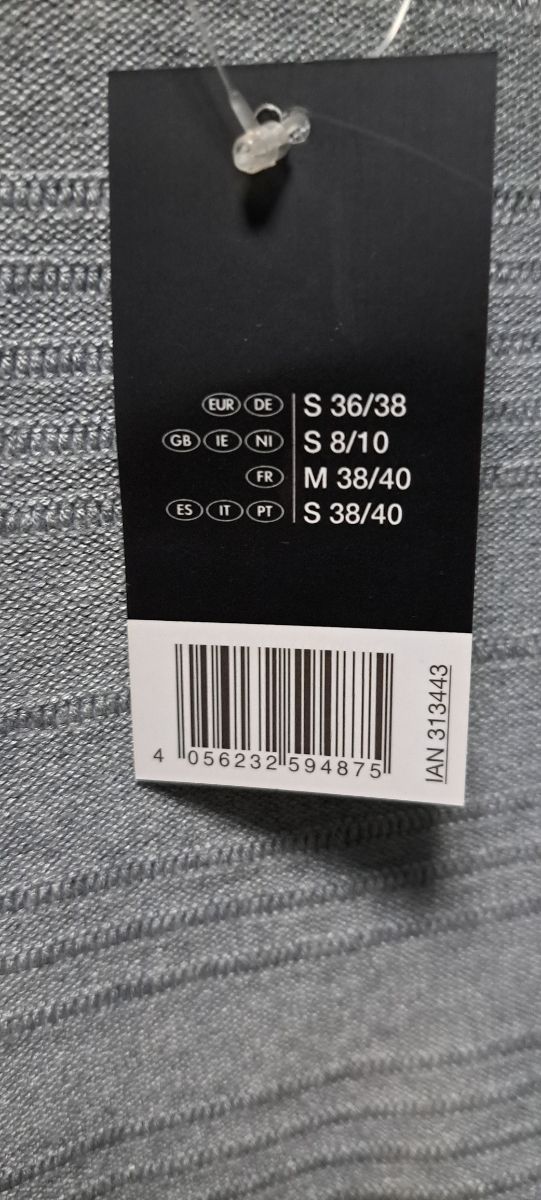 EUR DE S 36/38
GB IE NI S 8/10
FR M 38/40
ES IT PT S 38/40
4 056232 594875
IAN 313443